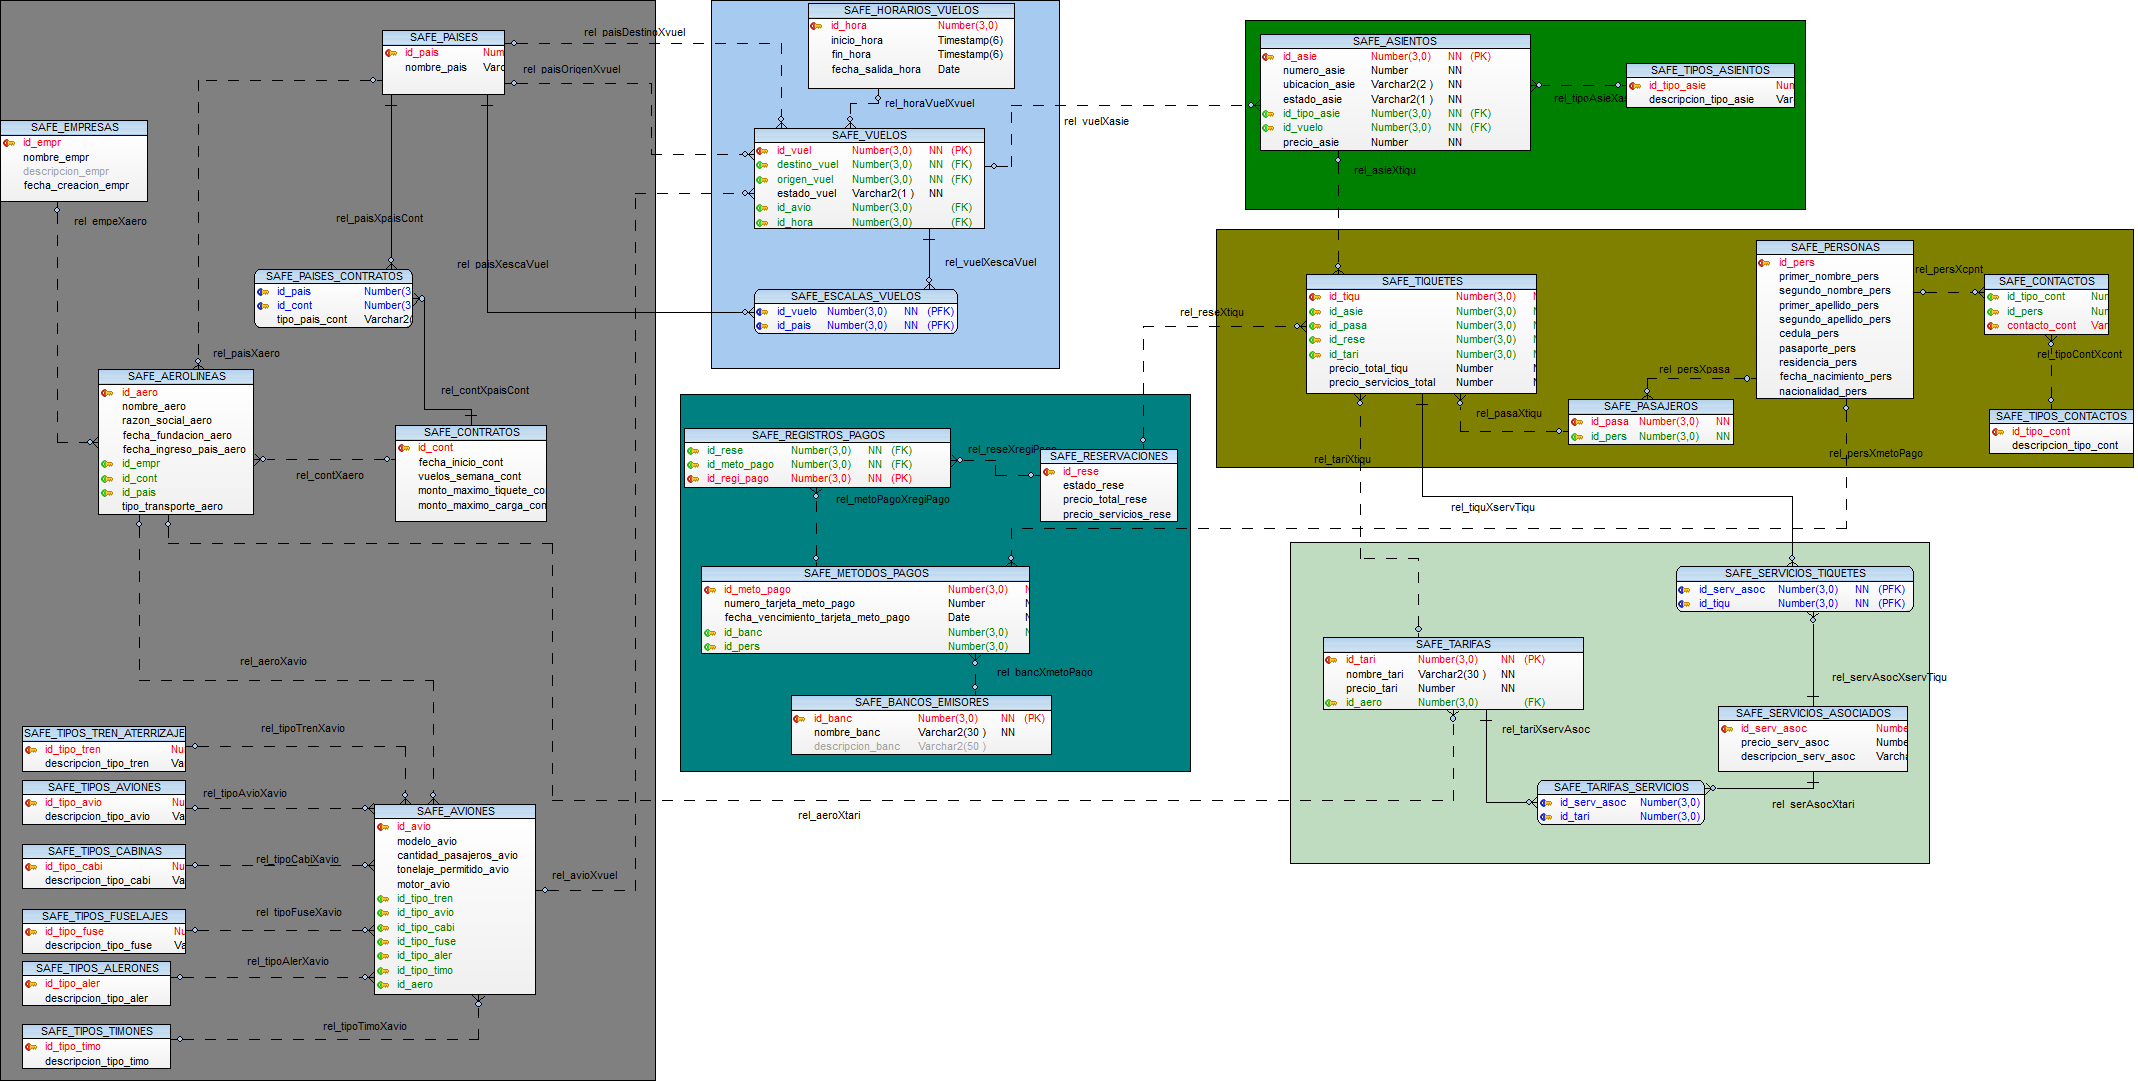 SAFE_PAISES
id_pais Num
nombre_pais Varc
rel_paisDestinoXvuel
rel_paisOrigenXvuel
SAFE_EMPRESAS
id_empr
nombre_empr
descripcion_empr
fecha_creacion_empr
rel_empeXaero
rel_paisXpaisCont
rel_paisXescaVuel
SAFE_PAISES_CONTRATOS
id_pais Number(3
id_cont Number(3
tipo_pais_cont Varchar2(
rel_paisXaero
rel_contXpaisCont
SAFE_AEROLINEAS
id_aero
nombre_aero
razon_social_aero
fecha_fundacion_aero
fecha_ingreso_pais_aero
id_empr
id_cont
id_pais
tipo_transporte_aero
rel_contXaero
SAFE_CONTRATOS
id_cont
fecha_inicio_cont
vuelos_semana_cont
monto_maximo_tiquete_co
monto_maximo_carga_con
rel_aeroXavio
SAFE_TIPOS_TREN_ATERRIZAJE
id_tipo_tren Nu
descripcion_tipo_tren Va
rel_tipoTrenXavio
SAFE_TIPOS_AVIONES
id_tipo_avio Nu
descripcion_tipo_avio Va
rel_tipoAvioXavio
SAFE_TIPOS_CABINAS
id_tipo_cabi Nu
descripcion_tipo_cabi Va
rel_tipoCabiXavio
SAFE_TIPOS_FUSELAJES
id_tipo_fuse Nu
descripcion_tipo_fuse Va
rel_tipoFuseXavio
SAFE_TIPOS_ALERONES
id_tipo_aler
descripcion_tipo_aler
rel_tipoAlerXavio
SAFE_TIPOS_TIMONES
id_tipo_timo
descripcion_tipo_timo
rel_tipoTimoXavio
SAFE_AVIONES
id_avio
modelo_avio
cantidad_pasajeros_avio
tonelaje_permitido_avio
motor_avio
id_tipo_tren
id_tipo_avio
id_tipo_cabi
id_tipo_fuse
id_tipo_aler
id_tipo_timo
id_aero
rel_avioXvuel
SAFE_HORARIOS_VUELOS
id_hora Number(3,0)
inicio_hora Timestamp(6)
fin_hora Timestamp(6)
fecha_salida_hora Date
rel_horaVuelXvuel
SAFE_VUELOS
id_vuel Number(3,0) NN (PK)
destino_vuel Number(3,0) NN (FK)
origen_vuel Number(3,0) NN (FK)
estado_vuel Varchar2(1 ) NN
id_avio Number(3,0) (FK)
id_hora Number(3,0) (FK)
rel_vuelXescaVuel
SAFE_ESCALAS_VUELOS
id_vuelo Number(3,0) NN (PFK)
id_pais Number(3,0) NN (PFK)
rel_vuelXasie
SAFE_ASIENTOS
id_asie Number(3,0) NN (PK)
numero_asie Number NN
ubicacion_asie Varchar2(2 ) NN
estado_asie Varchar2(1 ) NN
id_tipo_asie Number(3,0) NN (FK)
id_vuelo Number(3,0) NN (FK)
precio_asie Number NN
rel_tipoAsieXas
SAFE_TIPOS_ASIENTOS
id_tipo_asie Num
descripcion_tipo_asie Var
rel_asieXtiqu
SAFE_TIQUETES
id_tiqu Number(3,0) N
id_asie Number(3,0) N
id_pasa Number(3,0) N
id_rese Number(3,0) N
id_tari Number(3,0) N
precio_total_tiqu Number N
precio_servicios_total Number N
rel_reseXtiqu
SAFE_PERSONAS
id_pers
primer_nombre_pers
segundo_nombre_pers
primer_apellido_pers
segundo_apellido_pers
cedula_pers
pasaporte_pers
residencia_pers
fecha_nacimiento_pers
nacionalidad_pers
rel_persXcpnt
SAFE_CONTACTOS
id_tipo_cont Num
id_pers Num
contacto_cont Var
rel_tipoContXcont
SAFE_TIPOS_CONTACTOS
id_tipo_cont
descripcion_tipo_cont
rel_persXpasa
SAFE_PASAJEROS
id_pasa Number(3,0) NN
id_pers Number(3,0) NN
rel_pasaXtiqu
rel_tariXtiqu
rel_persXmetoPago
rel_tiquXservTiqu
SAFE_REGISTROS_PAGOS
id_rese Number(3,0) NN (FK)
id_meto_pago Number(3,0) NN (FK)
id_regi_pago Number(3,0) NN (PK)
rel_reseXregiPago
rel_metoPagoXregiPago
SAFE_RESERVACIONES
id_rese
estado_rese
precio_total_rese
precio_servicios_rese
SAFE_METODOS_PAGOS
id_meto_pago Number(3,0) N
numero_tarjeta_meto_pago Number N
fecha_vencimiento_tarjeta_meto_pago Date N
id_banc Number(3,0) N
id_pers Number(3,0)
rel_bancXmetoPago
SAFE_BANCOS_EMISORES
id_banc Number(3,0) NN (PK)
nombre_banc Varchar2(30 ) NN
descripcion_banc Varchar2(50 )
rel_aeroXtari
SAFE_SERVICIOS_TIQUETES
id_serv_asoc Number(3,0) NN (PFK)
id_tiqu Number(3,0) NN (PFK)
SAFE_TARIFAS
id_tari Number(3,0) NN (PK)
nombre_tari Varchar2(30 ) NN
precio_tari Number NN
id_aero Number(3,0) (FK)
rel_servAsocXservTiqu
rel_tariXservAsoc
SAFE_SERVICIOS_ASOCIADOS
id_serv_asoc Numbe
precio_serv_asoc Numbe
descripcion_serv_asoc Varcha
SAFE_TARIFAS_SERVICIOS
id_serv_asoc Number(3,0)
id_tari Number(3,0)
rel_serAsocXtari